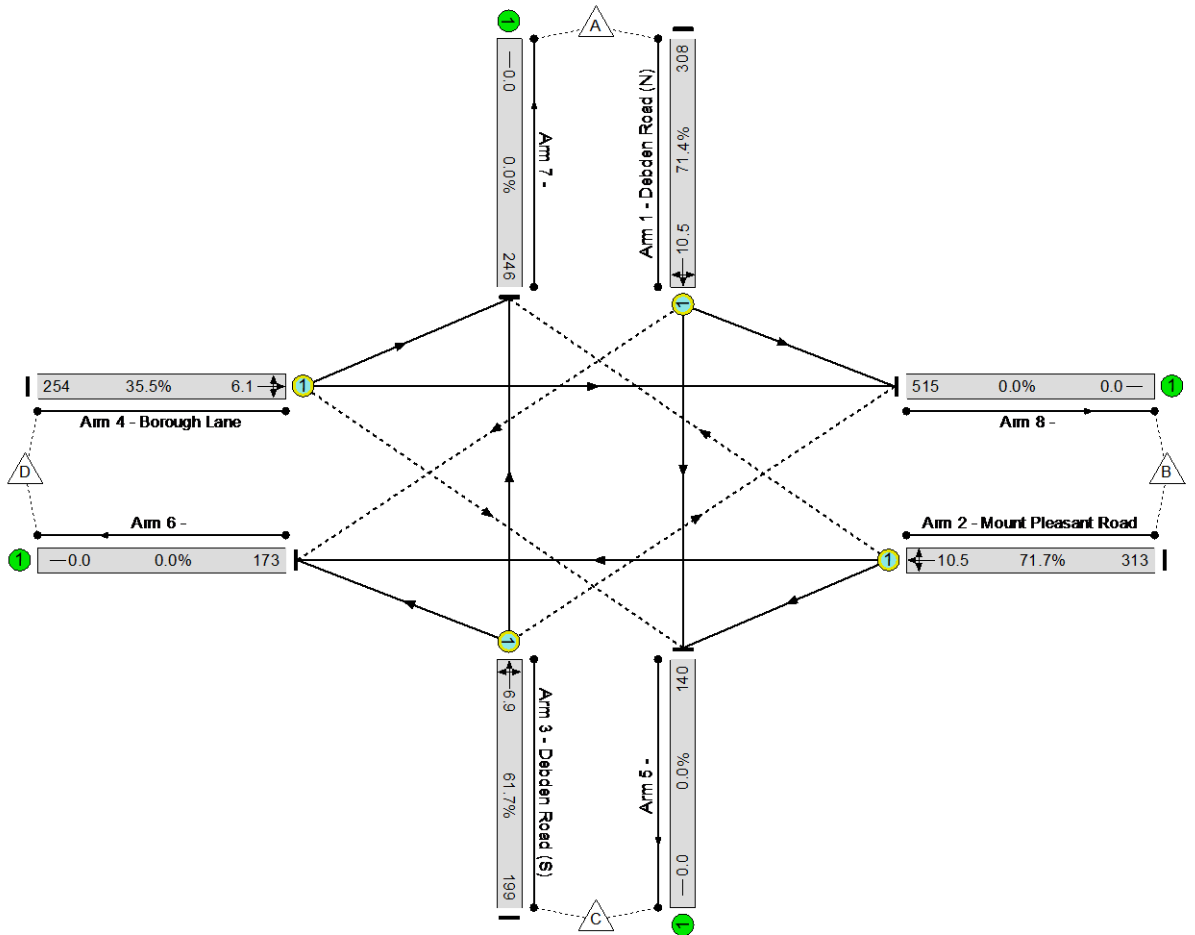 1
A
0.0
0.0%
246
Arm 7 -
Arm 1 - Debden Road (N)
308
71.4%
10.5
1
254 35.5% 6.1
1
Arm 4 - Borough Lane
515 0.0% 0.0
1
Arm 8 -
D
B
Arm 6 -
1
0.0 0.0% 173
Arm 2 - Mount Pleasant Road
1
10.5 71.7% 313
1
6.9
61.7%
199
Arm 3 - Debden Road (S)
Arm 5 -
140
0.0%
0.0
C
1